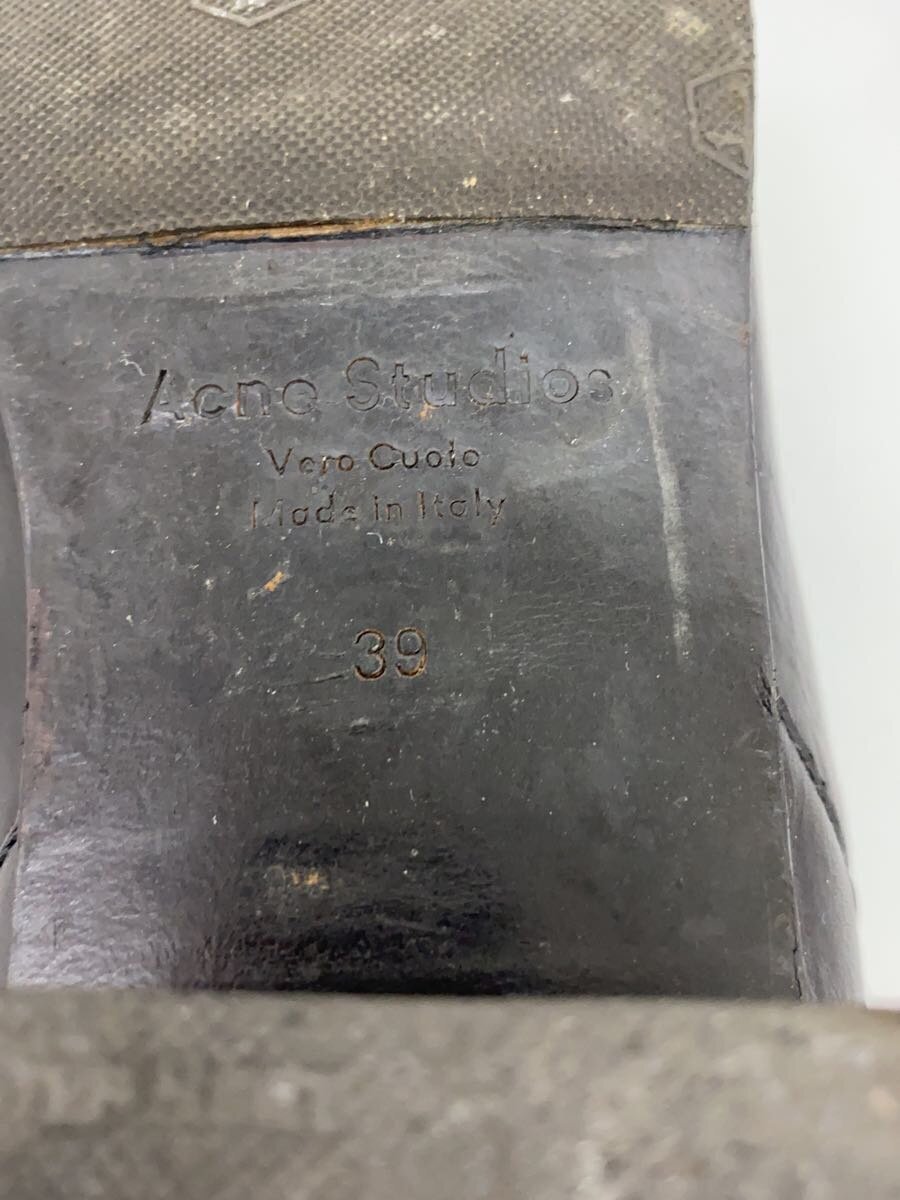 Acne Studios
Vero Cuoio
Made in Italy
39